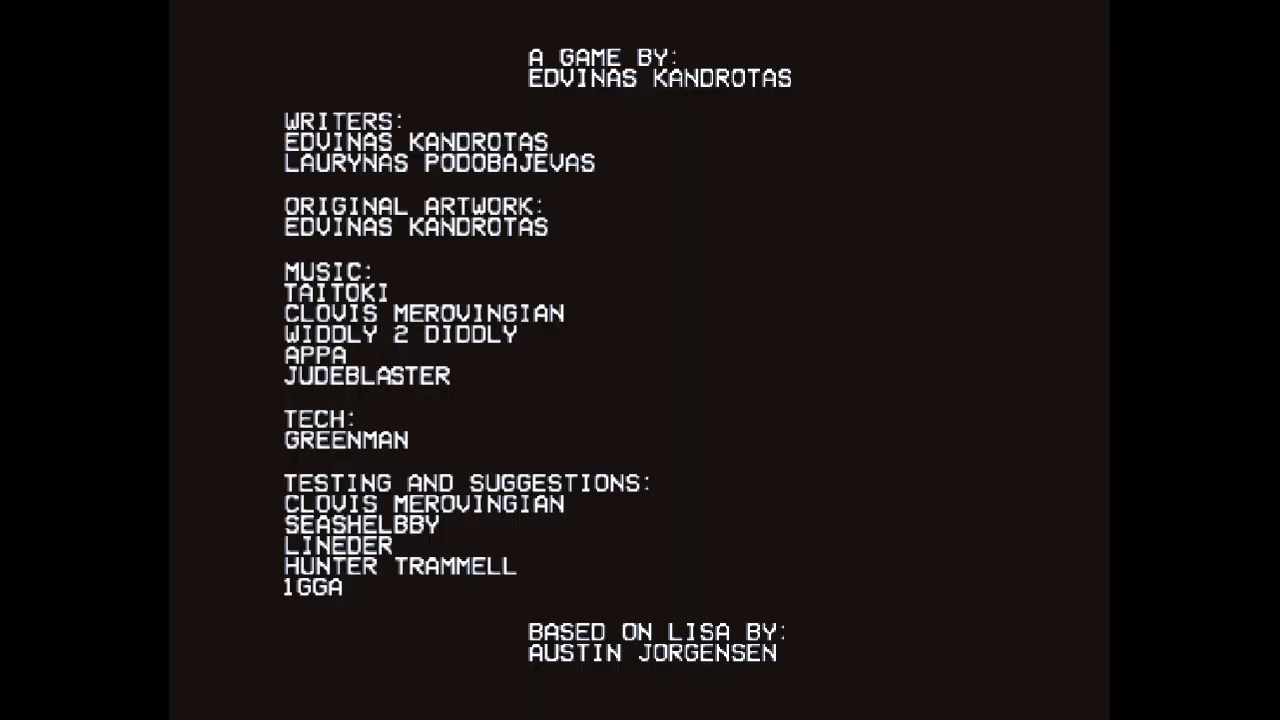 A GAME BY:
EDVINAS KANDROTAS
WRITERS:
EDVINAS KANDROTAS
LAURYNAS PODOBAJEVAS
ORIGINAL ARTWORK:
EDVINAS KANDROTAS
MUSIC:
TAITOKI
CLOVIS MEROVINGIAN
WIDDLY 2 DIDDLY
APPA
JUDEBLASTER
TECH:
GREENMAN
TESTING AND SUGGESTIONS:
CLOVIS MEROVINGIAN
SEASHELBBY
LINEDER
HUNTER TRAMMELL
1GGA
BASED ON LISA BY:
AUSTIN JORGENSEN